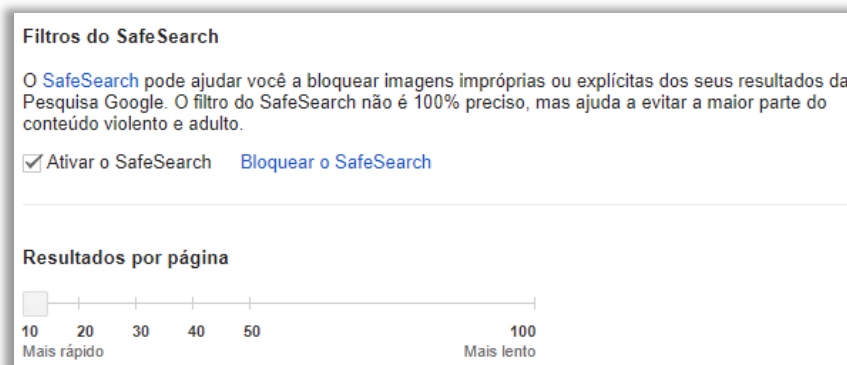 Filtros do SafeSearch
O SafeSearch pode ajudar você a bloquear imagens impróprias ou explícitas dos seus resultados da
Pesquisa Google. O filtro do SafeSearch não é 100% preciso, mas ajuda a evitar a maior parte do
conteúdo violento e adulto.
Ativar o SafeSearch Bloquear o SafeSearch
Resultados por página
10 20 30 40 50 100
Mais rápido Mais lento